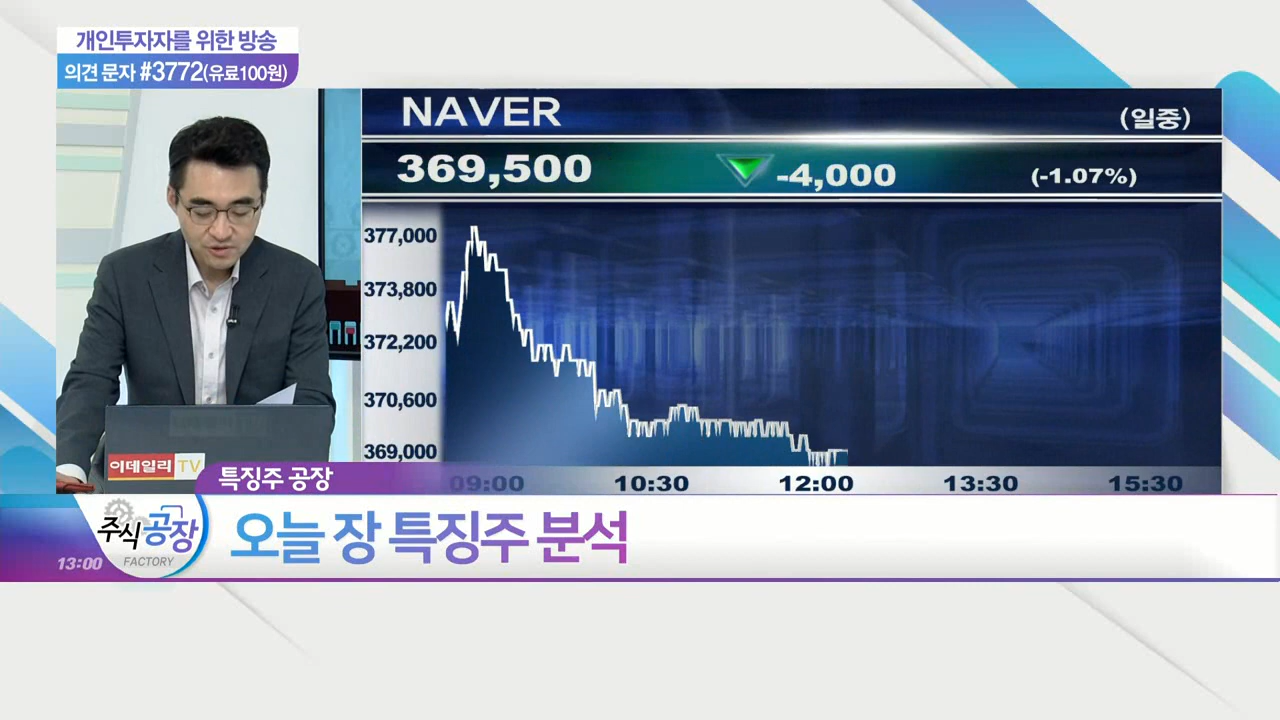 개인투자자를 위한 방송
의견 문자 #3772(유료100원)
NAVER
(일중)
369,500 -4,000 (-1.07%)
377,000
373,800
372,200
370,600
369,000
09:00 10:30 12:00 13:30 15:30
이데일리TV
특징주 공장
주식공장
FACTORY
13:00
오늘 장 특징주 분석